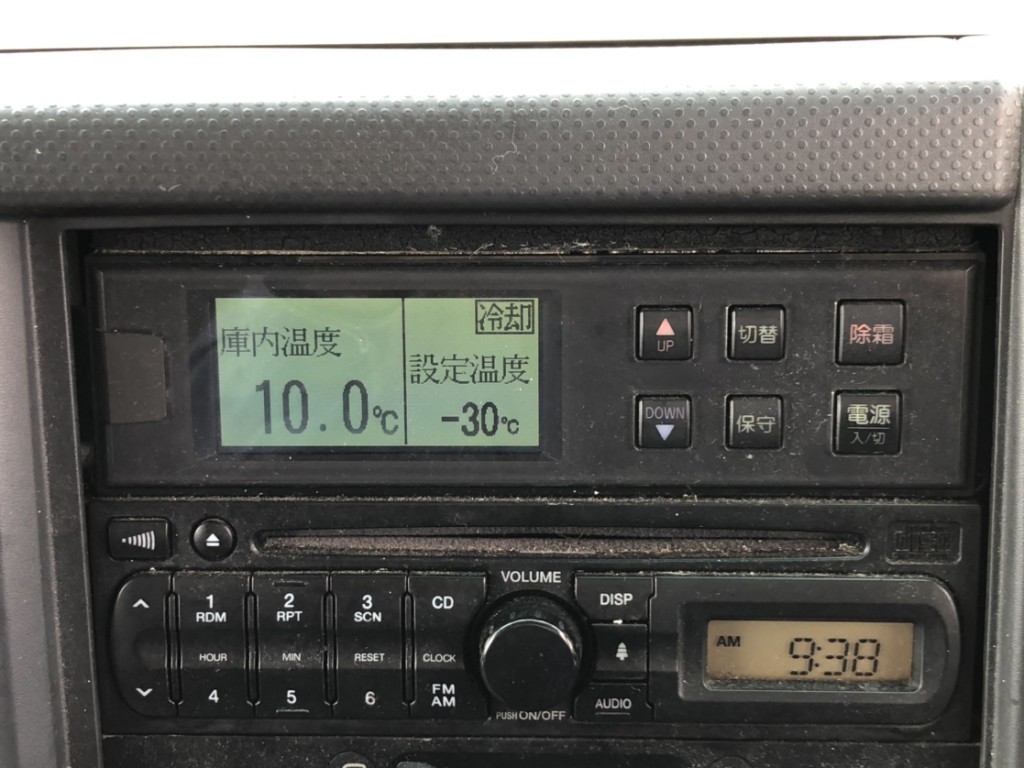 冷却
庫内温度
設定温度
10.0℃
-30℃
UP
切替
除霜
DOWN
保守
電源
入/切
VOLUME
1 2 3 CD DISP
RDM RPT SCN
AM 9:38
HOUR MIN RESET CLOCK
4 5 6 FM AM AUDIO
PUSH ON/OFF